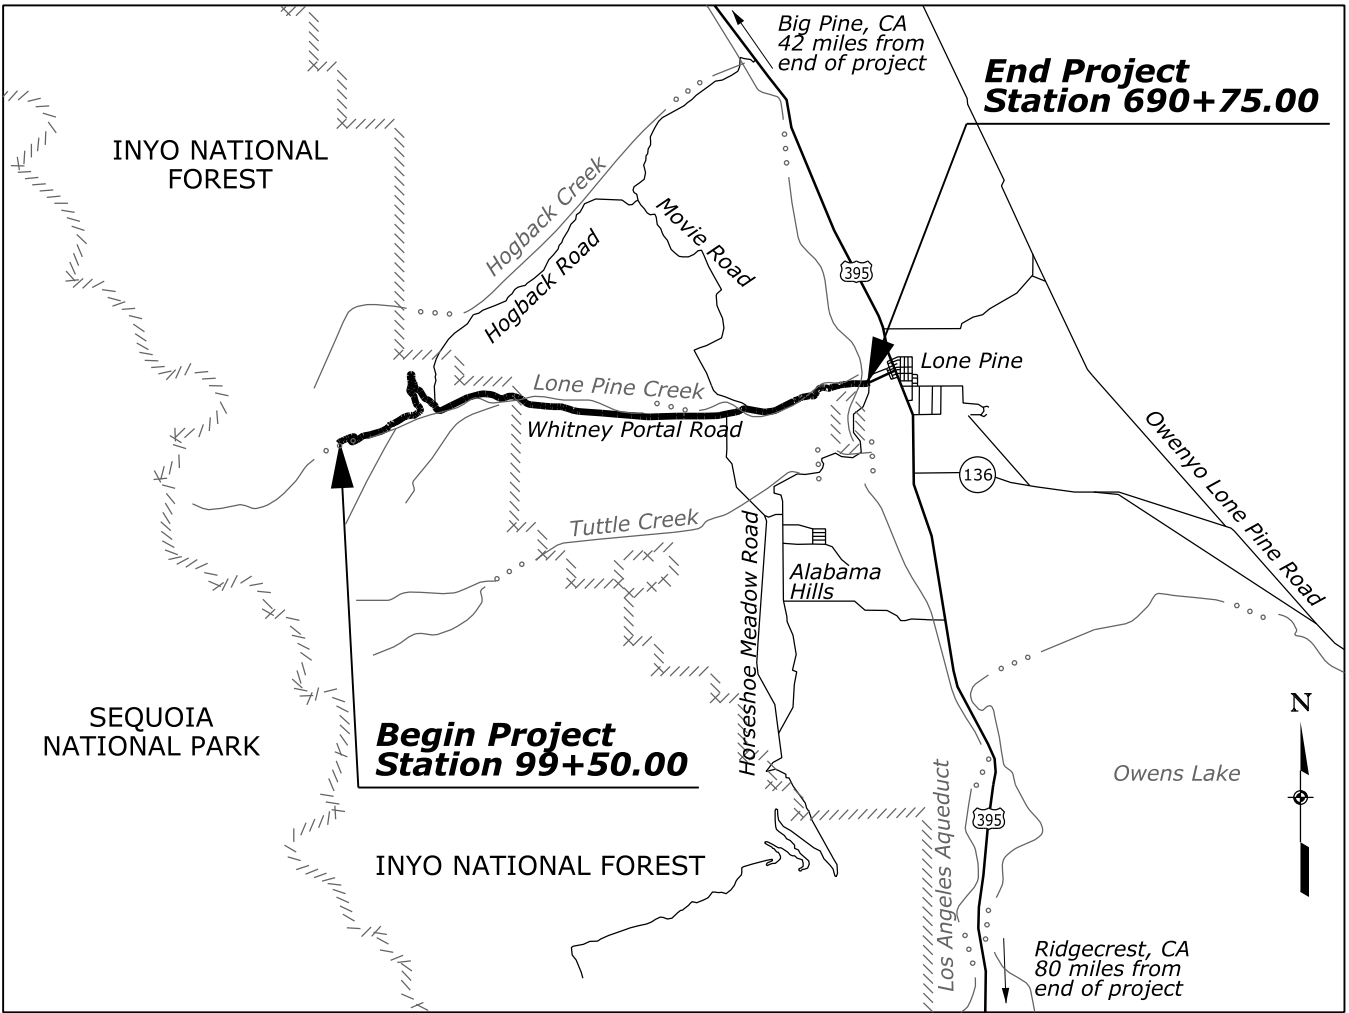 Big Pine, CA
42 miles from
end of project
End Project
Station 690+75.00
INYO NATIONAL
FOREST
Hogback Creek
Movie Road
Hogback Road
395
Lone Pine
Lone Pine Creek
Whitney Portal Road
Owenyo Lone Pine Road
136
Tuttle Creek
Horseshoe Meadow Road
Alabama
Hills
SEQUOIA
NATIONAL PARK
Begin Project
Station 99+50.00
N
Owens Lake
Los Angeles Aqueduct
395
INYO NATIONAL FOREST
Ridgecrest, CA
80 miles from
end of project